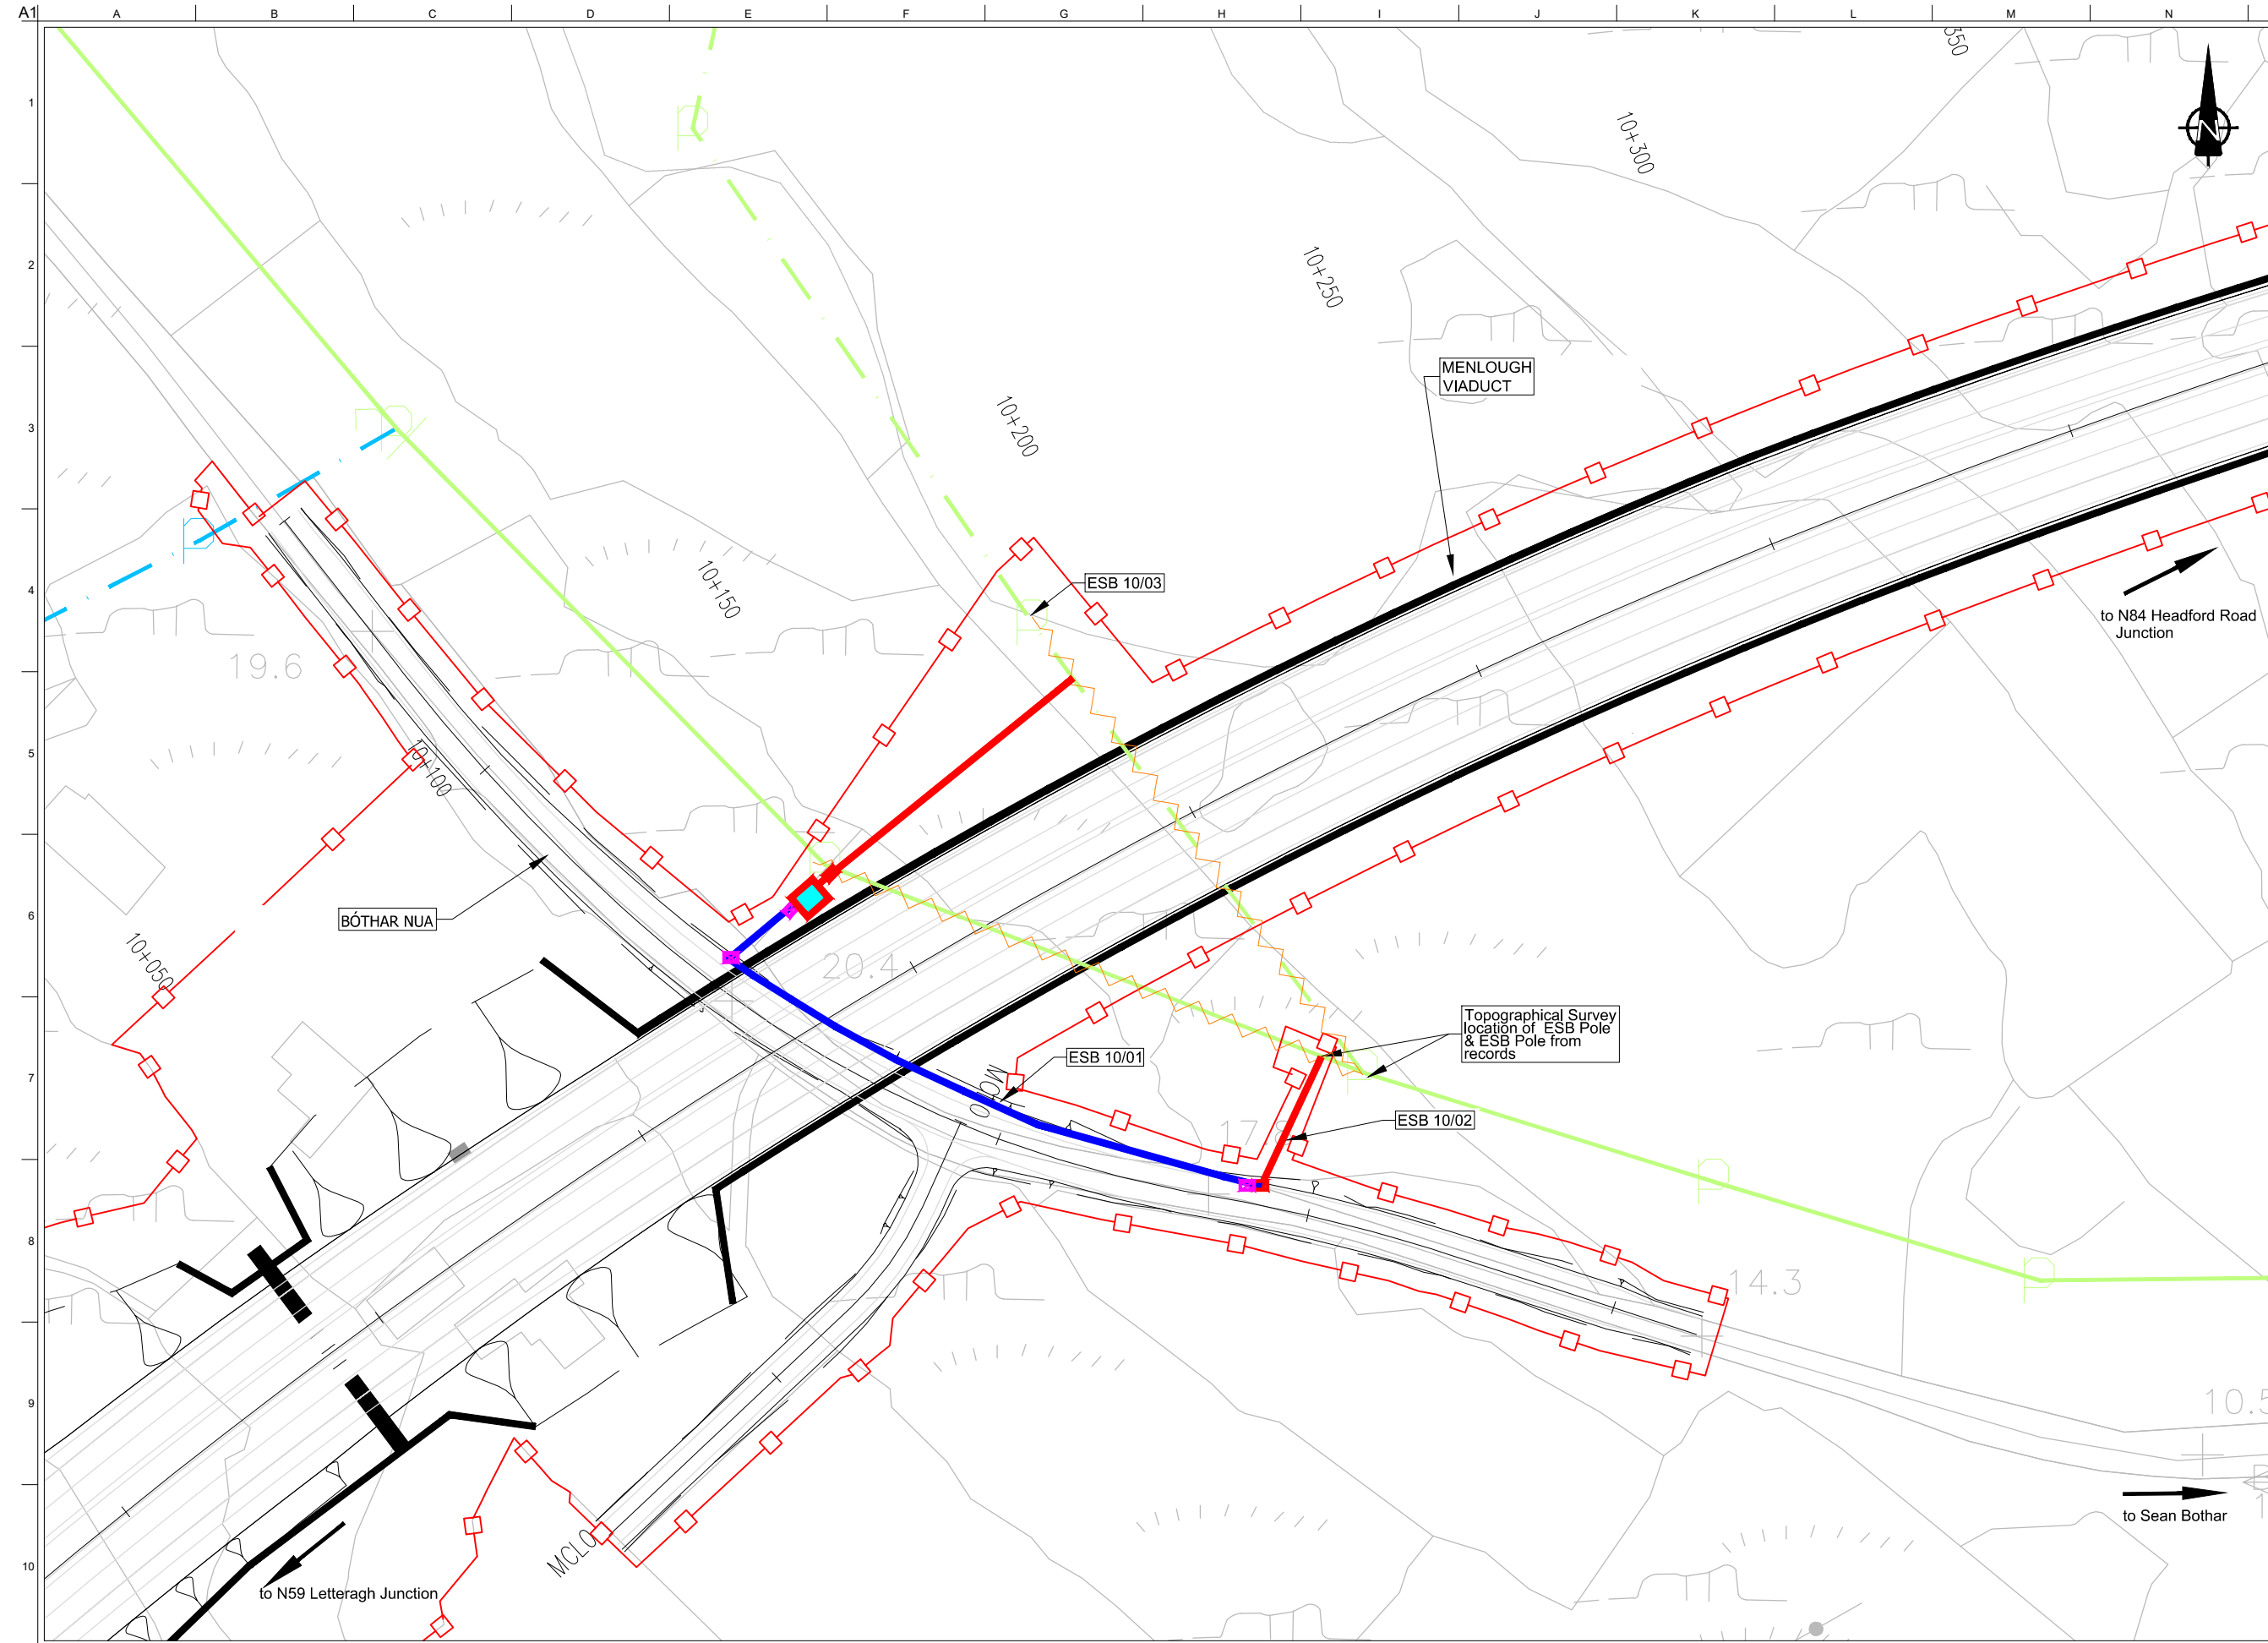 A1
A B C D E F G H I J K L M N
1
2
3
4
5
6
7
8
9
10
350
10+300
N
10+250
MENLOUGH
VIADUCT
10+200
10+150
ESB 10/03
to N84 Headford Road
Junction
19.6
10+100
BÓTHAR NUA
10+050
20.4
Topographical Survey
location of ESB Pole
& ESB Pole from
records
ESB 10/01
ESB 10/02
14.3
10.5
to Sean Bothar
MCLO
to N59 Letteragh Junction